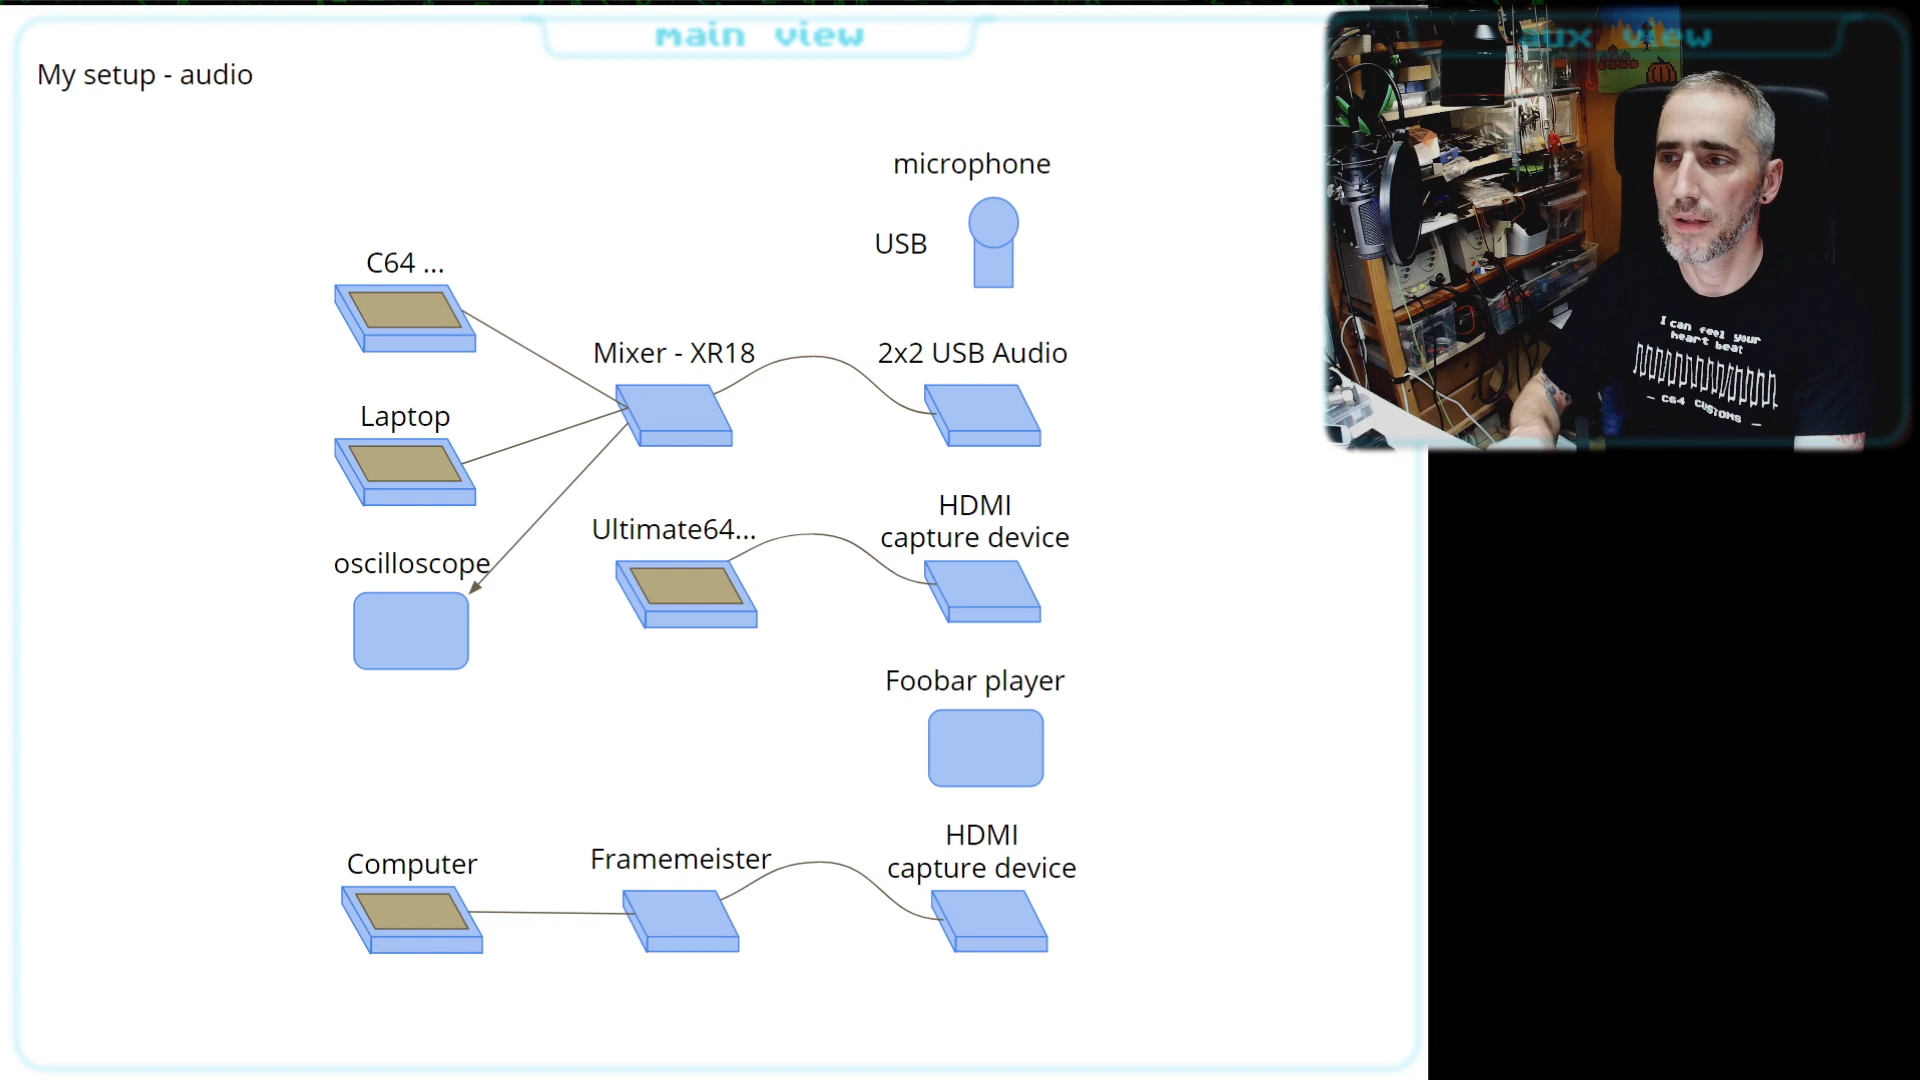 main view
aux view
My setup - audio
microphone
USB
C64 ...
Mixer - XR18
2x2 USB Audio
Laptop
HDMI
capture device
Ultimate64...
oscilloscope
Foobar player
HDMI
capture device
Framemeister
Computer
I can feel your
heart beat
- C64 CUSTOMS -